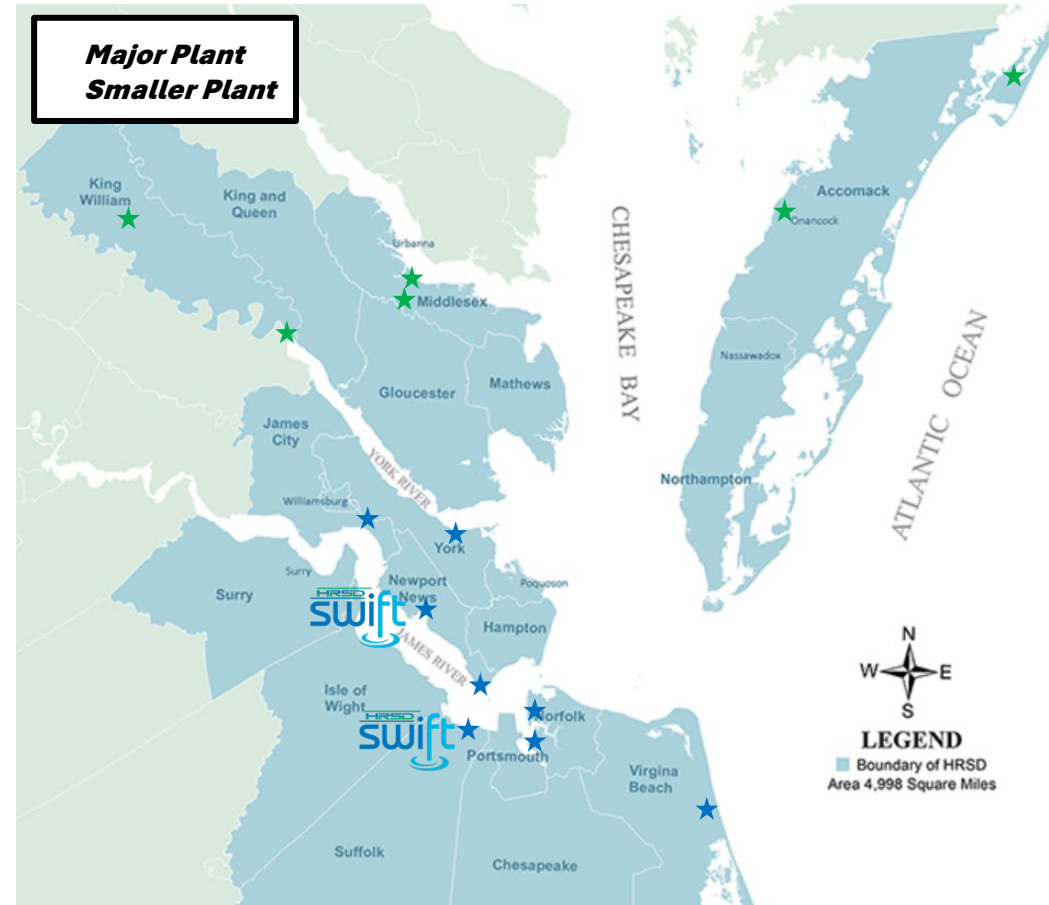 Major Plant
Smaller Plant
King
William
King and
Queen
Urbanna
Middlesex
Accomack
Onancock
CHESAPEAKE BAY
ATLANTIC OCEAN
Nassawadox
Mathews
Gloucester
James
City
YORK RIVER
Northampton
Williamsburg
York
Surry
Surry
Newport
News
Poquoson
HRSD
swift
Hampton
JAMES RIVER
Isle of
Wight
HRSD
swift
Norfolk
Portsmouth
Virgina
Beach
Suffolk
Chesapeake
N
W
E
S
LEGEND
Boundary of HRSD
Area 4,998 Square Miles